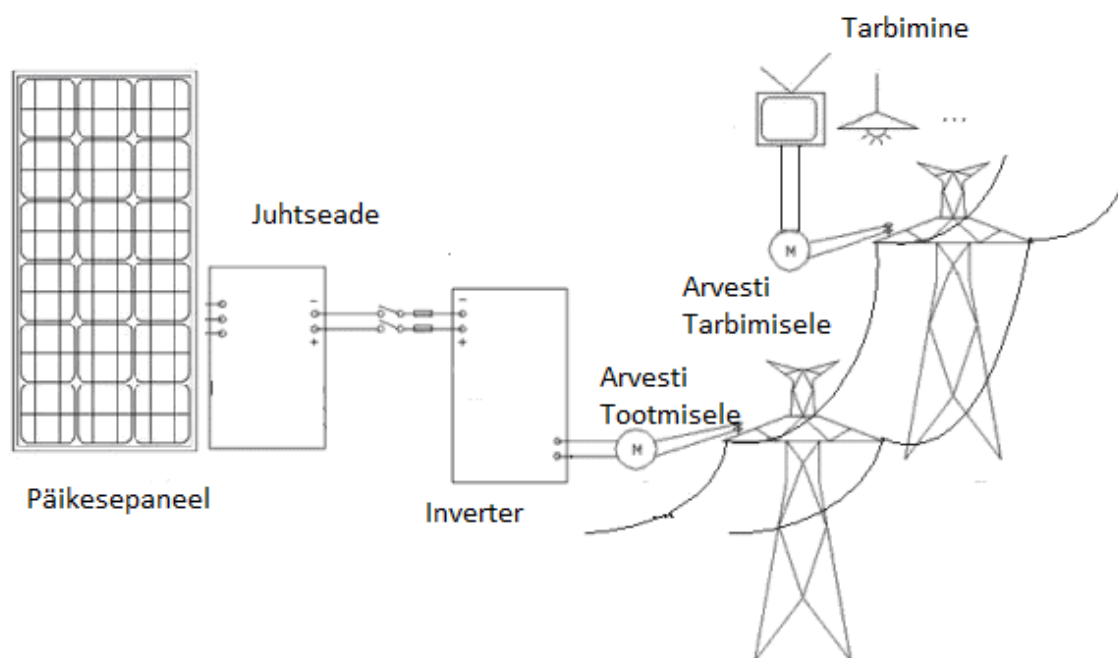 Tarbimine
...
Juhtseade
M
Arvesti
Tarbimisele
-
+
-
+
Arvesti
Tootmisele
M
Päikesepaneel
Inverter